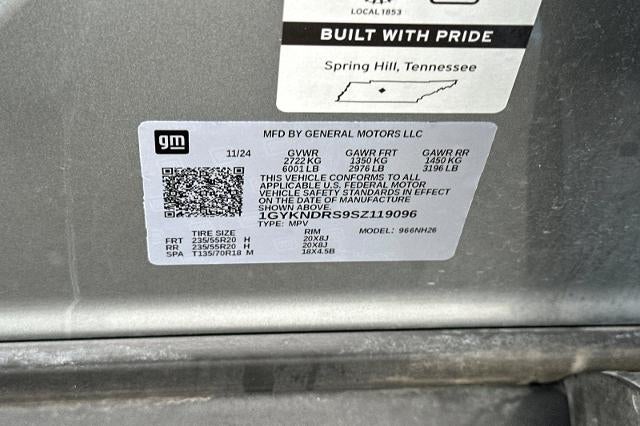 LOCAL 1853
BUILT WITH PRIDE
Spring Hill, Tennessee
gm
MFD BY GENERAL MOTORS LLC
11/24 GVWR GAWR FRT GAWR RR
2722 KG 1350 KG 1450 KG
6001 LB 2976 LB 3196 LB
THIS VEHICLE CONFORMS TO ALL
APPLICABLE U.S. FEDERAL MOTOR
VEHICLE SAFETY STANDARDS IN EFFECT
ON THE DATE OF MANUFACTURE
SHOWN ABOVE.
1GYKNDRS9SZ119096
TYPE: MPV MODEL: 966NH26
TIRE SIZE RIM
FRT 235/55R20 H 20X8J
RR 235/55R20 H 20X8J
SPA T135/70R18 M 18X4.5B